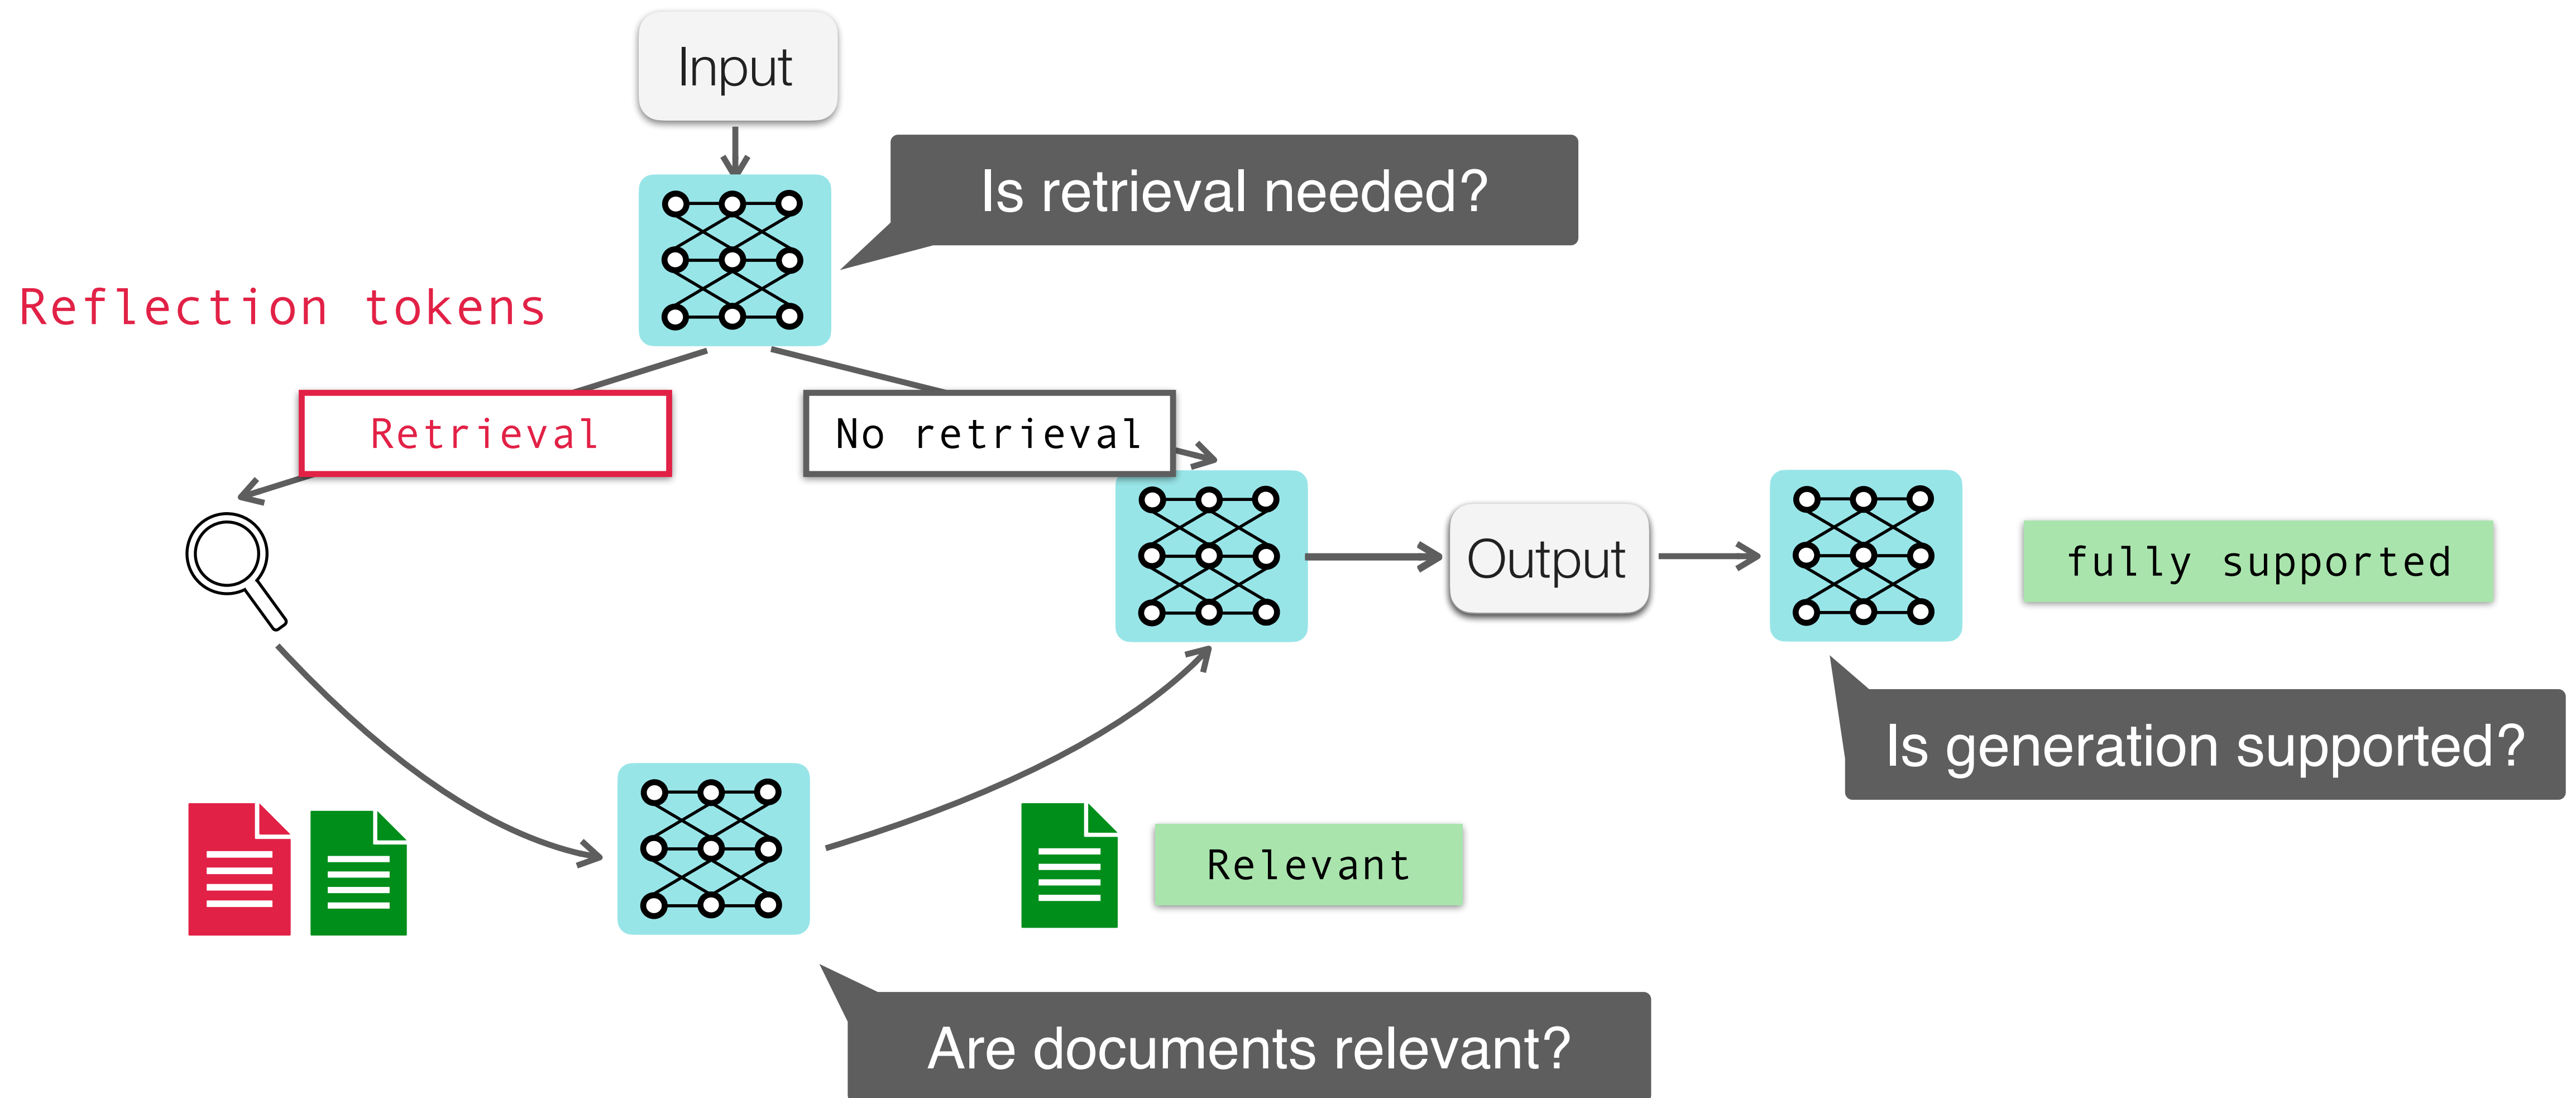 Input
Is retrieval needed?
Reflection tokens
Retrieval
No retrieval
Output
fully supported
Is generation supported?
Relevant
Are documents relevant?